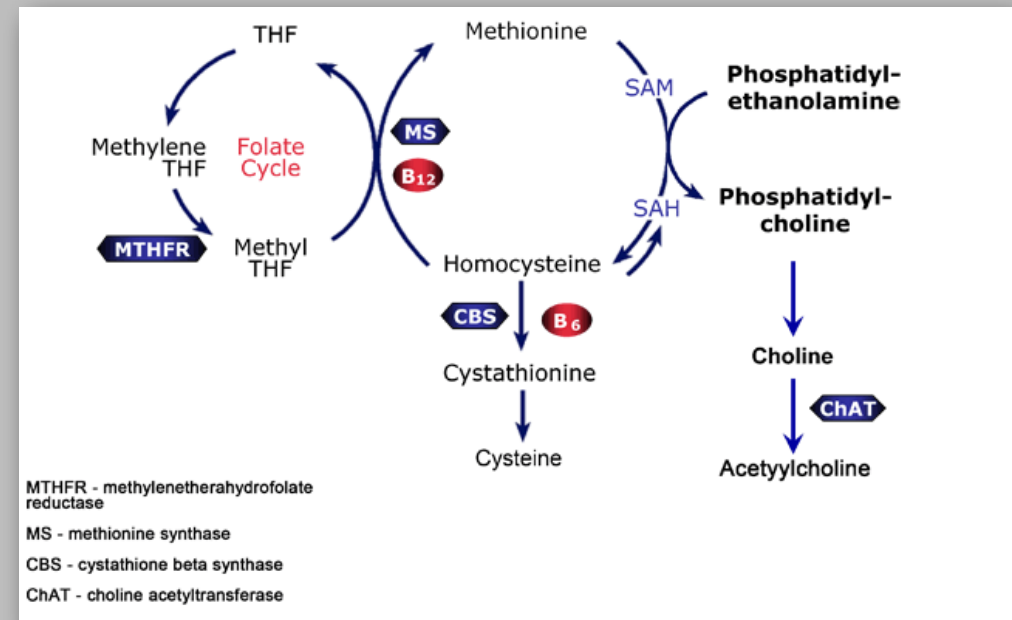 THF
Methionine
SAM
Phosphatidyl-
ethanolamine
Methylene
THF
Folate
Cycle
MS
B12
Phosphatidyl-
choline
SAH
MTHFR
Methyl
THF
Homocysteine
CBS
B6
Choline
Cystathionine
ChAT
Cysteine
Acetyylcholine
MTHFR - methylenetherahydrofolate
reductase
MS - methionine synthase
CBS - cystathione beta synthase
ChAT - choline acetyltransferase